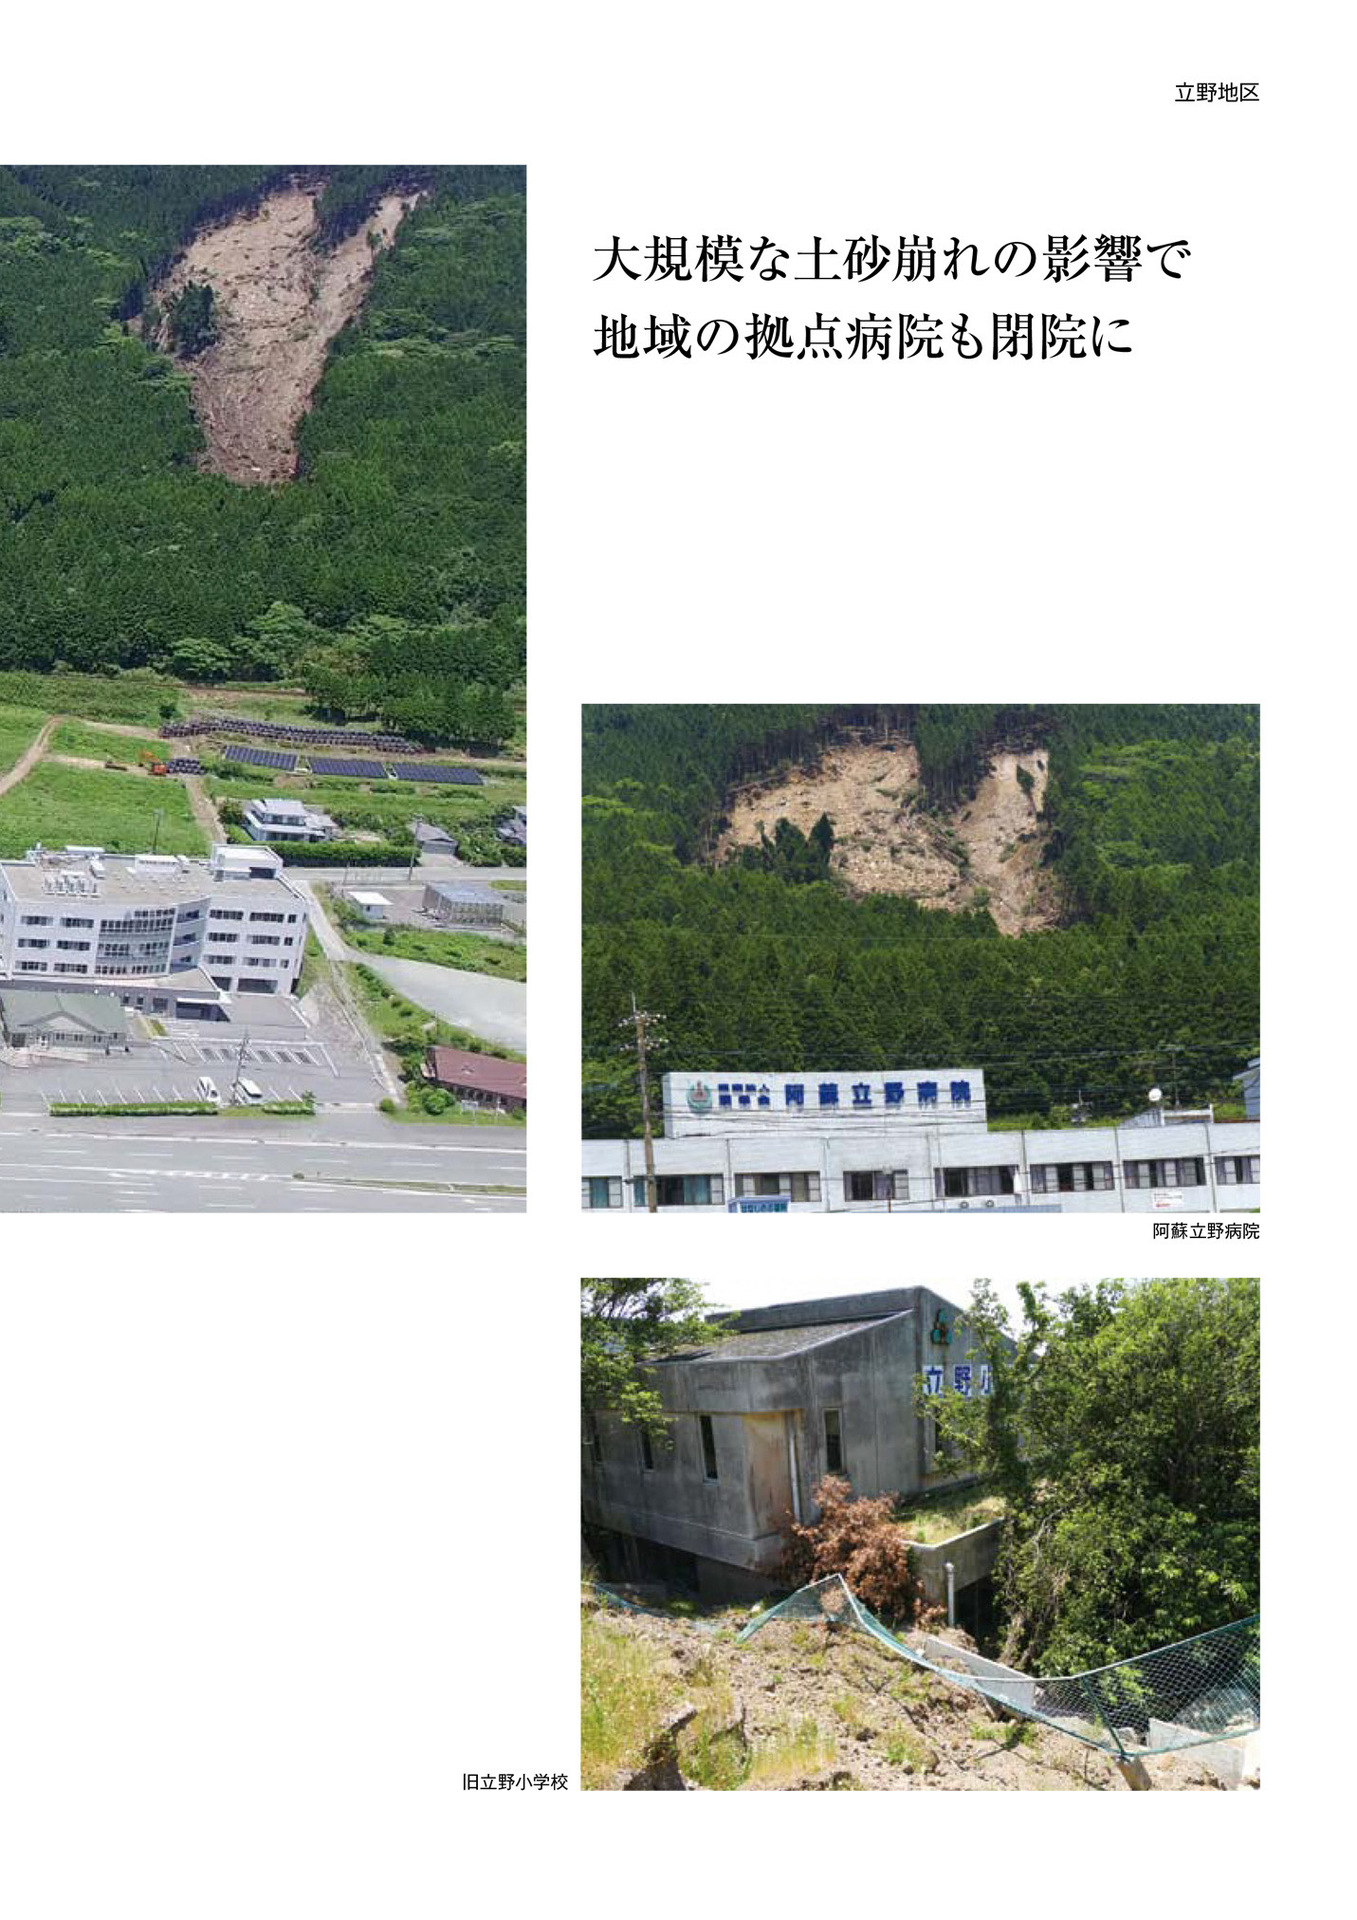 立野地区
大規模な土砂崩れの影響で
地域の拠点病院も閉院に
阿蘇立野病院
阿蘇立野病院
立野小
旧立野小学校